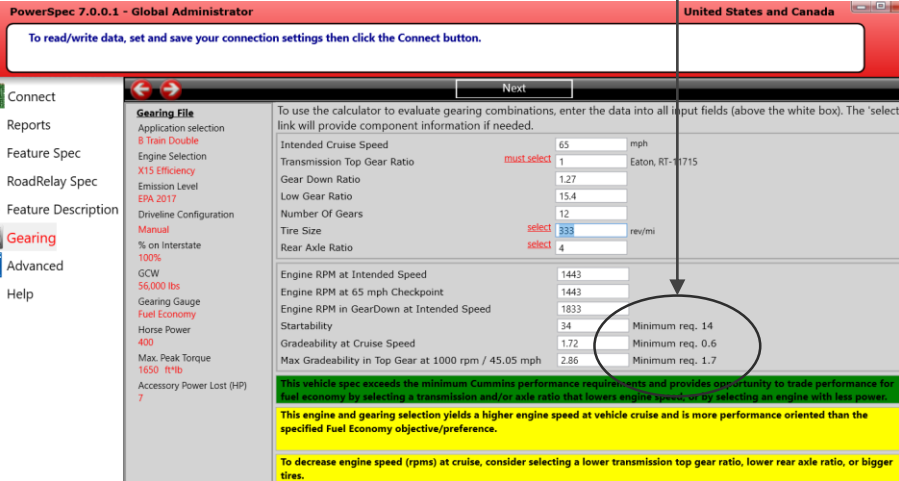 PowerSpec 7.0.0.1 - Global Administrator
United States and Canada
To read/write data, set and save your connection settings then click the Connect button.
Connect
Reports
Feature Spec
RoadRelay Spec
Feature Description
Gearing
Advanced
Help
Next
Gearing File
Application selection
B Train Double
Engine Selection
X15 Efficiency
Emission Level
EPA 2017
Driveline Configuration
Manual
% on Interstate
100%
GCW
56,000 lbs
Gearing Gauge
Fuel Economy
Horse Power
400
Max. Peak Torque
1650 ft*lb
Accessory Power Lost (HP)
7
To use the calculator to evaluate gearing combinations, enter the data into all input fields (above the white box). The 'select
link will provide component information if needed.
Intended Cruise Speed 65 mph
Transmission Top Gear Ratio must select 1 Eaton, RT-11715
Gear Down Ratio 1.27
Low Gear Ratio 15.4
Number Of Gears 12
Tire Size select 333 rev/mi
Rear Axle Ratio select 4
Engine RPM at Intended Speed 1443
Engine RPM at 65 mph Checkpoint 1443
Engine RPM in GearDown at Intended Speed 1833
Startability 34 Minimum req. 14
Gradeability at Cruise Speed 1.72 Minimum req. 0.6
Max Gradeability in Top Gear at 1000 rpm / 45.05 mph 2.86 Minimum req. 1.7
This vehicle spec exceeds the minimum Cummins performance requirements and provides opportunity to trade performance for
fuel economy by selecting a transmission and/or axle ratio that lowers engine speed, or by selecting an engine with less power.
This engine and gearing selection yields a higher engine speed at vehicle cruise and is more performance oriented than the
specified Fuel Economy objective/preference.
To decrease engine speed (rpms) at cruise, consider selecting a lower transmission top gear ratio, lower rear axle ratio, or bigger
tires.